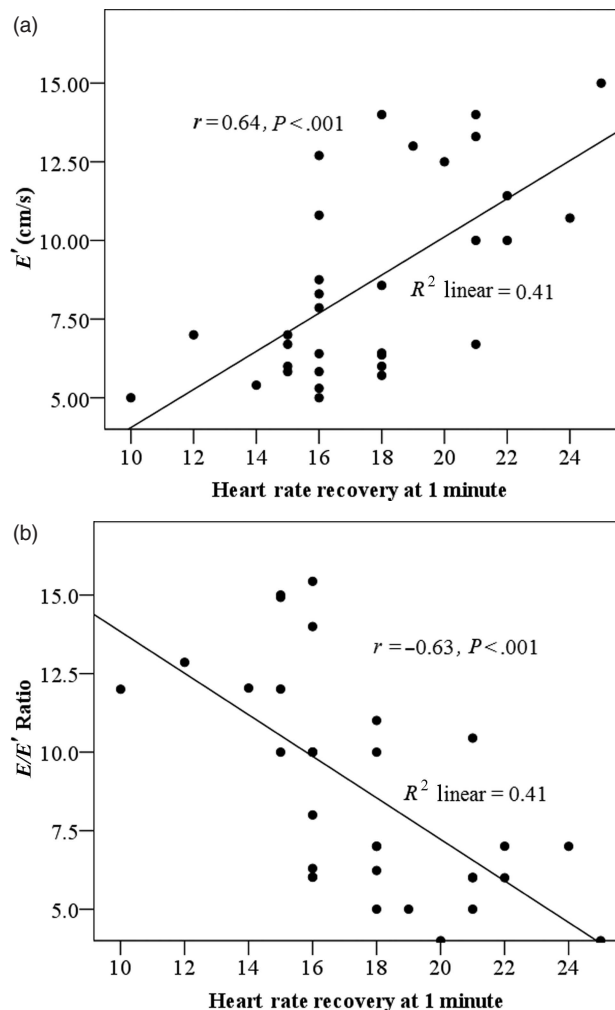 (a)
15.00
12.50
10.00
7.50
5.00
E′ (cm/s)
r = 0.64, P < .001
R² linear = 0.41
10 12 14 16 18 20 22 24
Heart rate recovery at 1 minute
(b)
15.0
12.5
10.0
7.5
5.0
E/E′ Ratio
r = −0.63, P < .001
R² linear = 0.41
10 12 14 16 18 20 22 24
Heart rate recovery at 1 minute